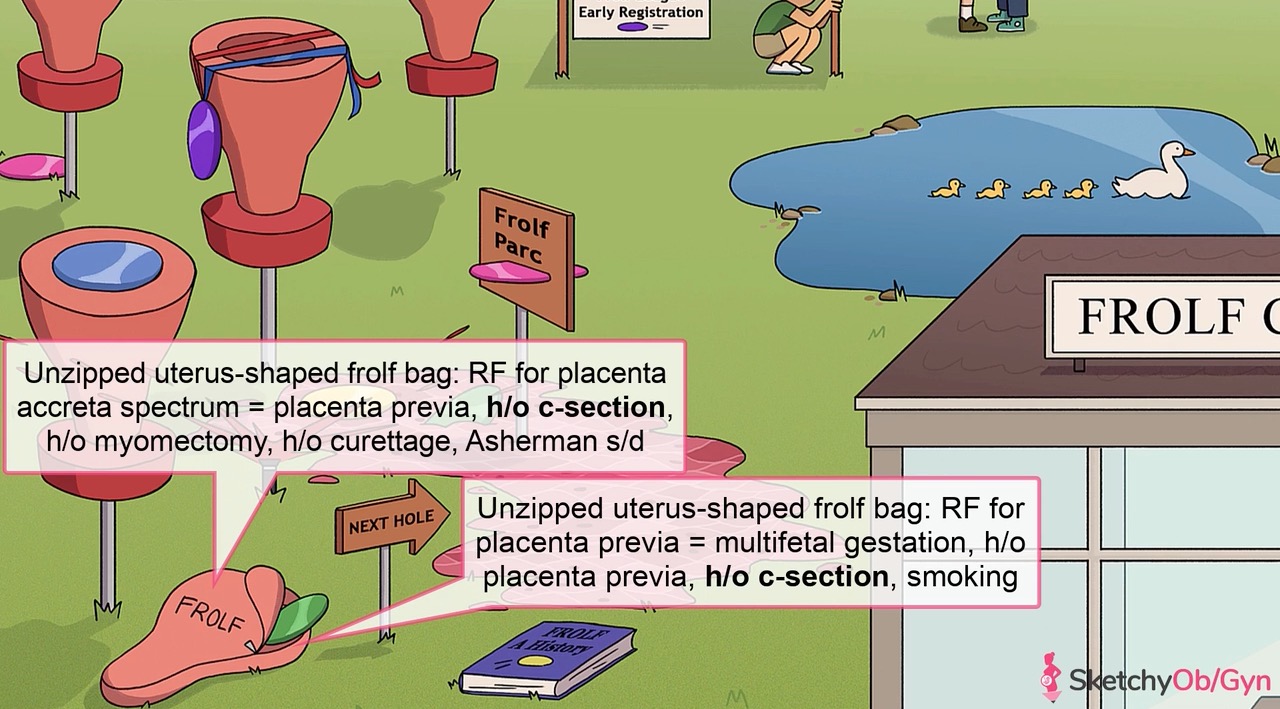 Early Registration
Frolf
Parc
FROLF
Unzipped uterus-shaped frolf bag: RF for placenta
accreta spectrum = placenta previa, h/o c-section,
h/o myomectomy, h/o curettage, Asherman s/d
Unzipped uterus-shaped frolf bag: RF for
placenta previa = multifetal gestation, h/o
placenta previa, h/o c-section, smoking
NEXT HOLE
FROLF
FROLF
A History
SketchyOb/Gyn